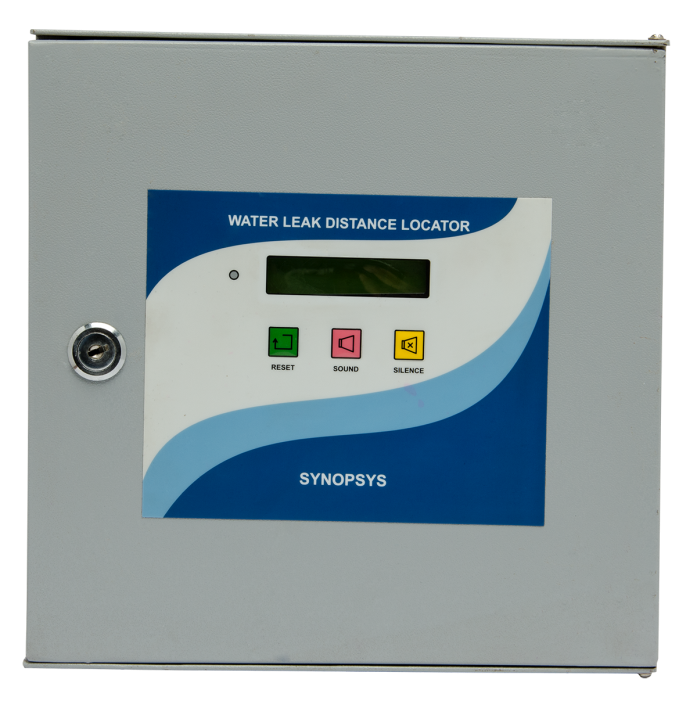 WATER LEAK DISTANCE LOCATOR
RESET SOUND SILENCE
SYNOPSYS